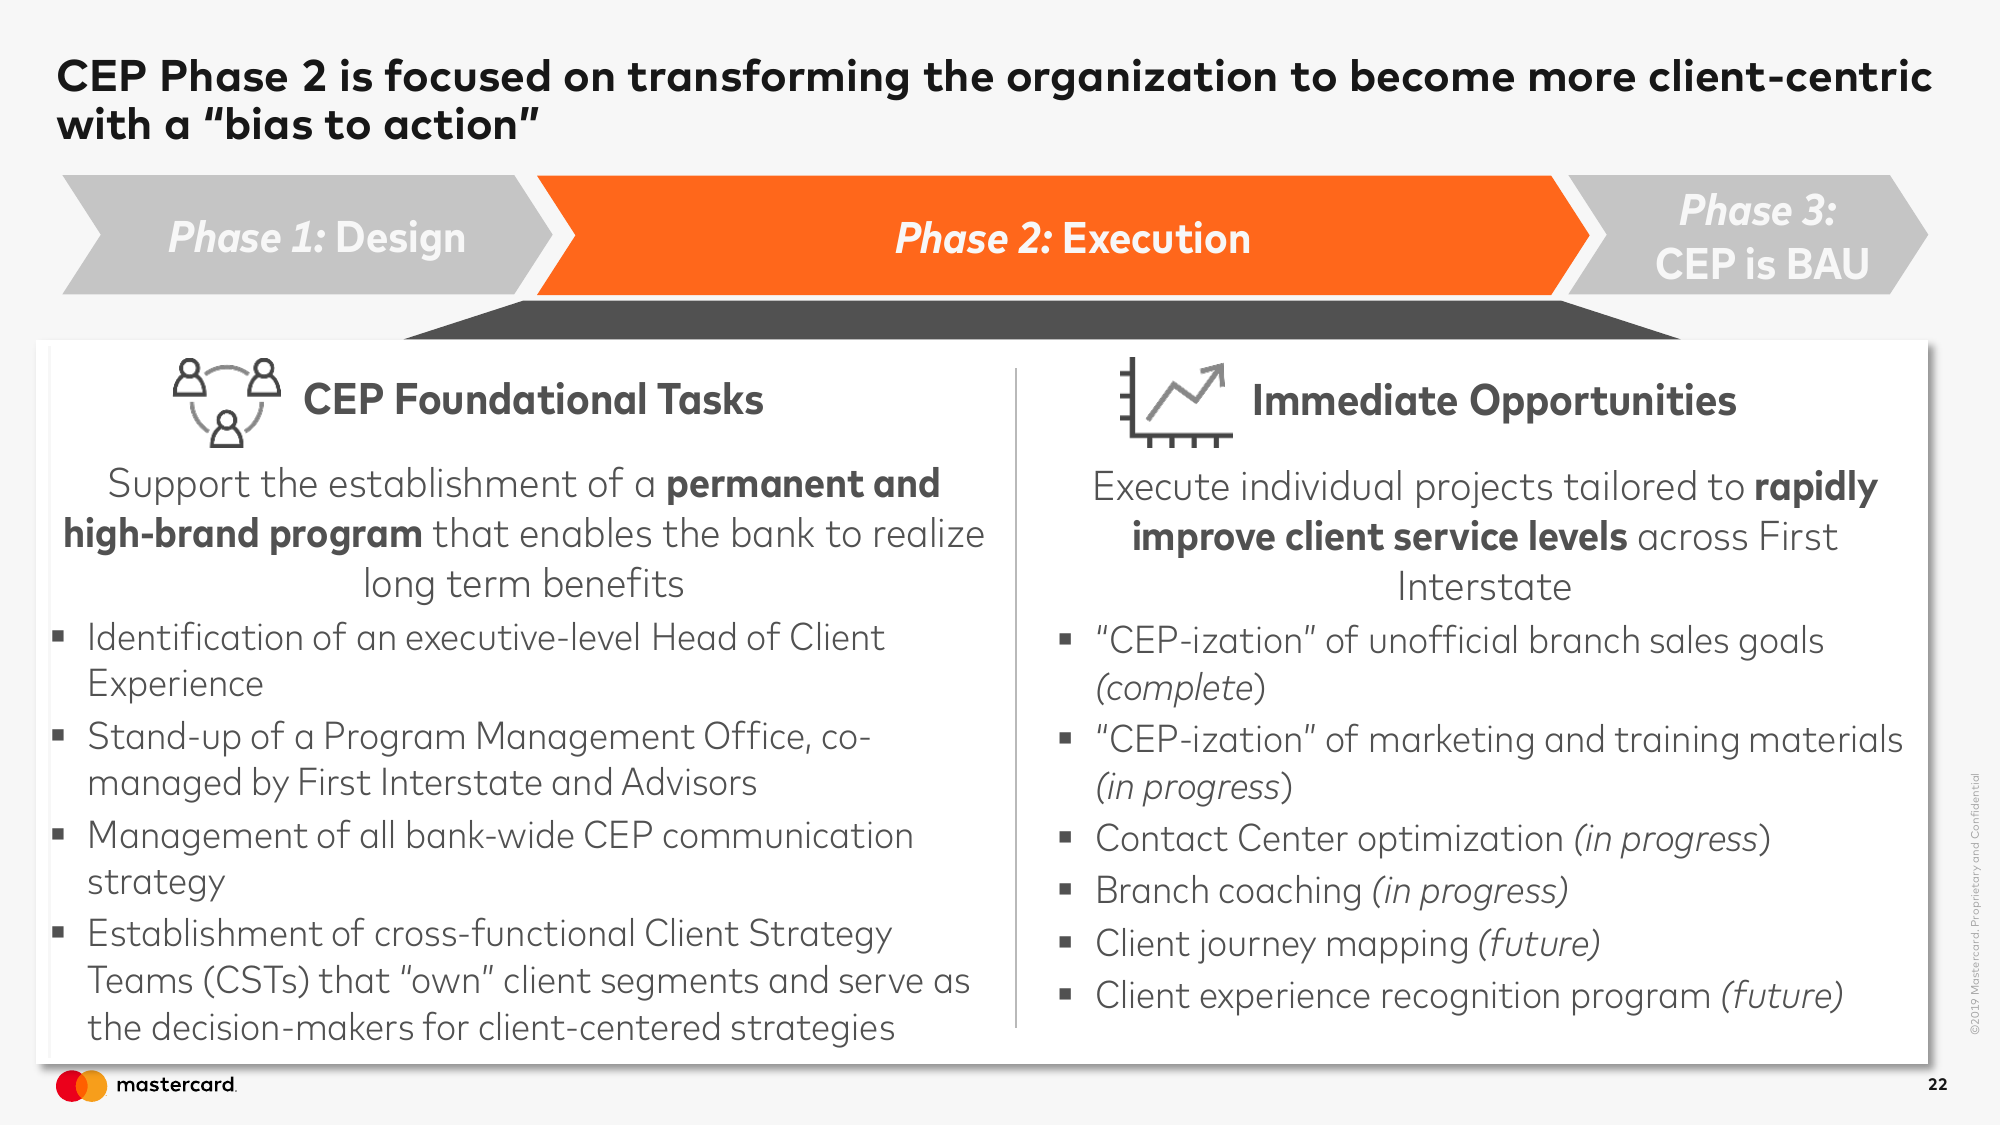 CEP Phase 2 is focused on transforming the organization to become more client-centric
with a “bias to action”
Phase 1: Design
Phase 2: Execution
Phase 3:
CEP is BAU
CEP Foundational Tasks
Support the establishment of a permanent and
high-brand program that enables the bank to realize
long term benefits
▪ Identification of an executive-level Head of Client
Experience
▪ Stand-up of a Program Management Office, co-
managed by First Interstate and Advisors
▪ Management of all bank-wide CEP communication
strategy
▪ Establishment of cross-functional Client Strategy
Teams (CSTs) that “own” client segments and serve as
the decision-makers for client-centered strategies
Immediate Opportunities
Execute individual projects tailored to rapidly
improve client service levels across First
Interstate
▪ “CEP-ization” of unofficial branch sales goals
(complete)
▪ “CEP-ization” of marketing and training materials
(in progress)
▪ Contact Center optimization (in progress)
▪ Branch coaching (in progress)
▪ Client journey mapping (future)
▪ Client experience recognition program (future)
©2019 Mastercard. Proprietary and Confidential
mastercard.
22